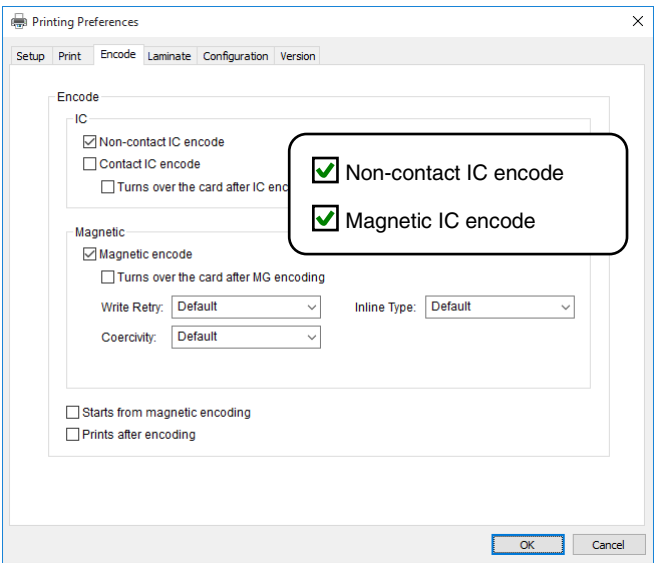 Printing Preferences
Setup Print Encode Laminate Configuration Version
Encode
IC
Non-contact IC encode
Contact IC encode
Turns over the card after IC enc
Non-contact IC encode
Magnetic IC encode
Magnetic
Magnetic encode
Turns over the card after MG encoding
Write Retry: Default Inline Type: Default
Coercivity: Default
Starts from magnetic encoding
Prints after encoding
OK Cancel